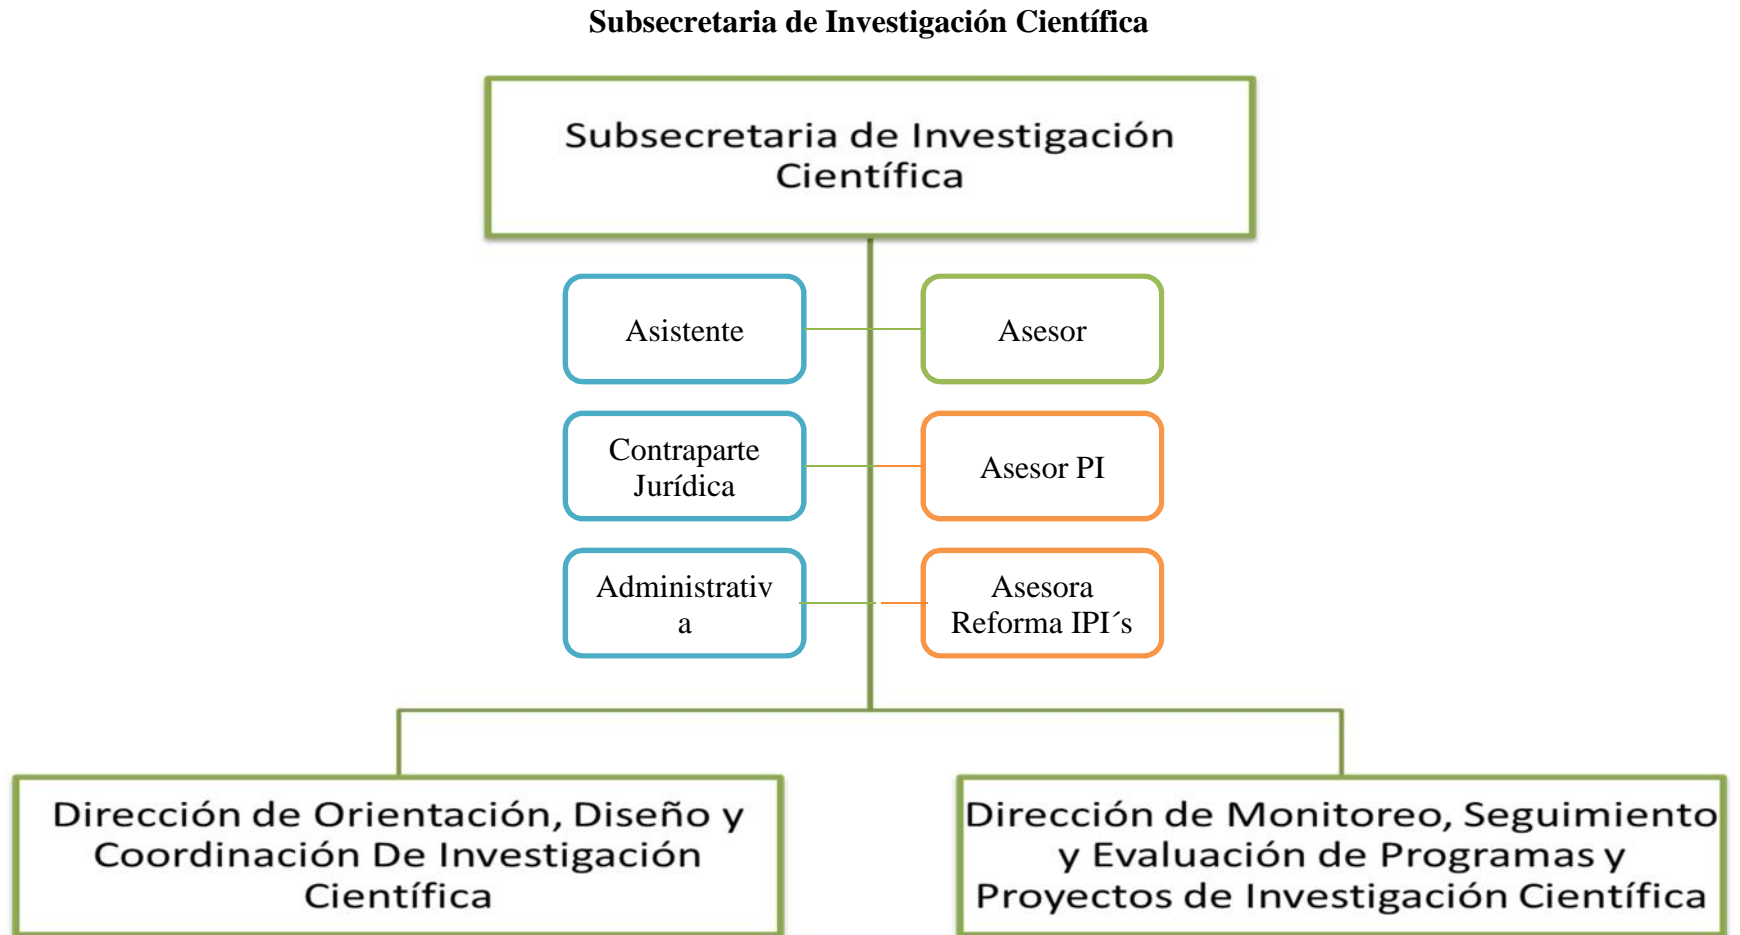 Subsecretaria de Investigación Científica
Subsecretaria de Investigación
Científica
Asistente
Asesor
Contraparte
Jurídica
Asesor PI
Administrativ
a
Asesora
Reforma IPI´s
Dirección de Orientación, Diseño y
Coordinación De Investigación
Científica
Dirección de Monitoreo, Seguimiento
y Evaluación de Programas y
Proyectos de Investigación Científica